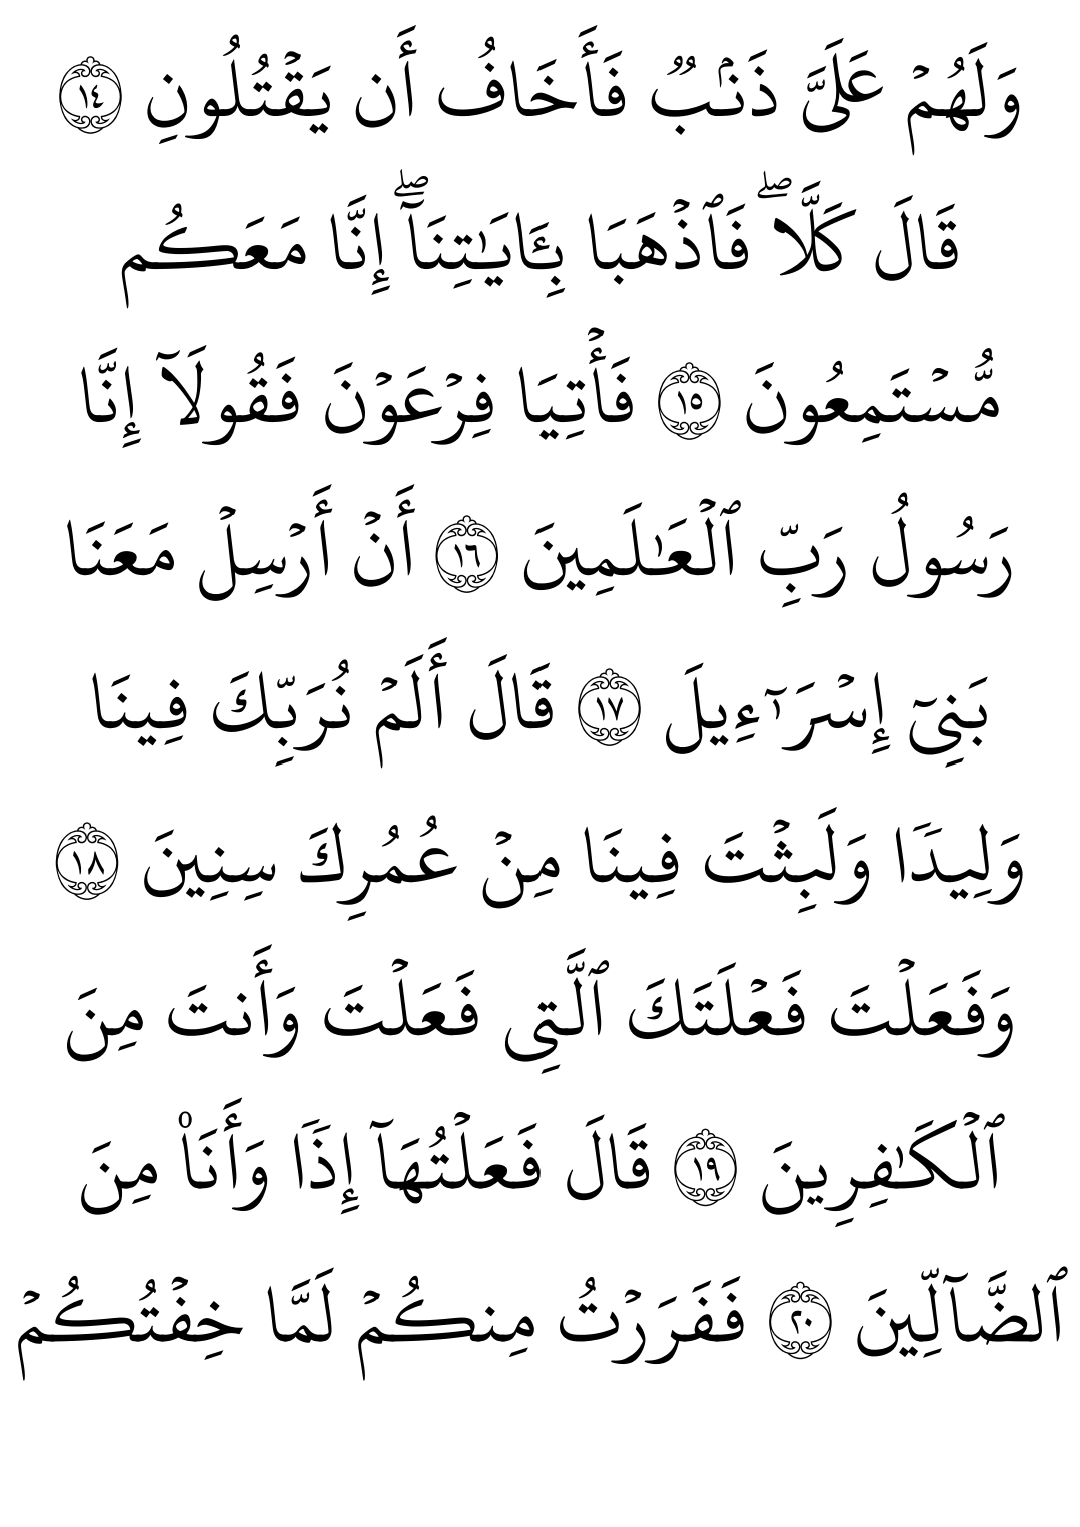 وَلَهُمۡ عَلَىَّ ذَنۢبٌ فَأَخَافُ أَن يَقۡتُلُونِ ١٤
قَالَ كَلَّاۖ فَٱذۡهَبَا بِـَٔايَـٰتِنَآۖ إِنَّا مَعَكُم
مُّسۡتَمِعُونَ ١٥ فَأۡتِيَا فِرۡعَوۡنَ فَقُولَآ إِنَّا
رَسُولُ رَبِّ ٱلۡعَـٰلَمِينَ ١٦ أَنۡ أَرۡسِلۡ مَعَنَا
بَنِىٓ إِسۡرَٰٓءِيلَ ١٧ قَالَ أَلَمۡ نُرَبِّكَ فِينَا
وَلِيدًا وَلَبِثۡتَ فِينَا مِنۡ عُمُرِكَ سِنِينَ ١٨
وَفَعَلۡتَ فَعۡلَتَكَ ٱلَّتِى فَعَلۡتَ وَأَنتَ مِنَ
ٱلۡكَـٰفِرِينَ ١٩ قَالَ فَعَلۡتُهَآ إِذًا وَأَنَا۠ مِنَ
ٱلضَّآلِّينَ ٢٠ فَفَرَرۡتُ مِنكُمۡ لَمَّا خِفۡتُكُمۡ